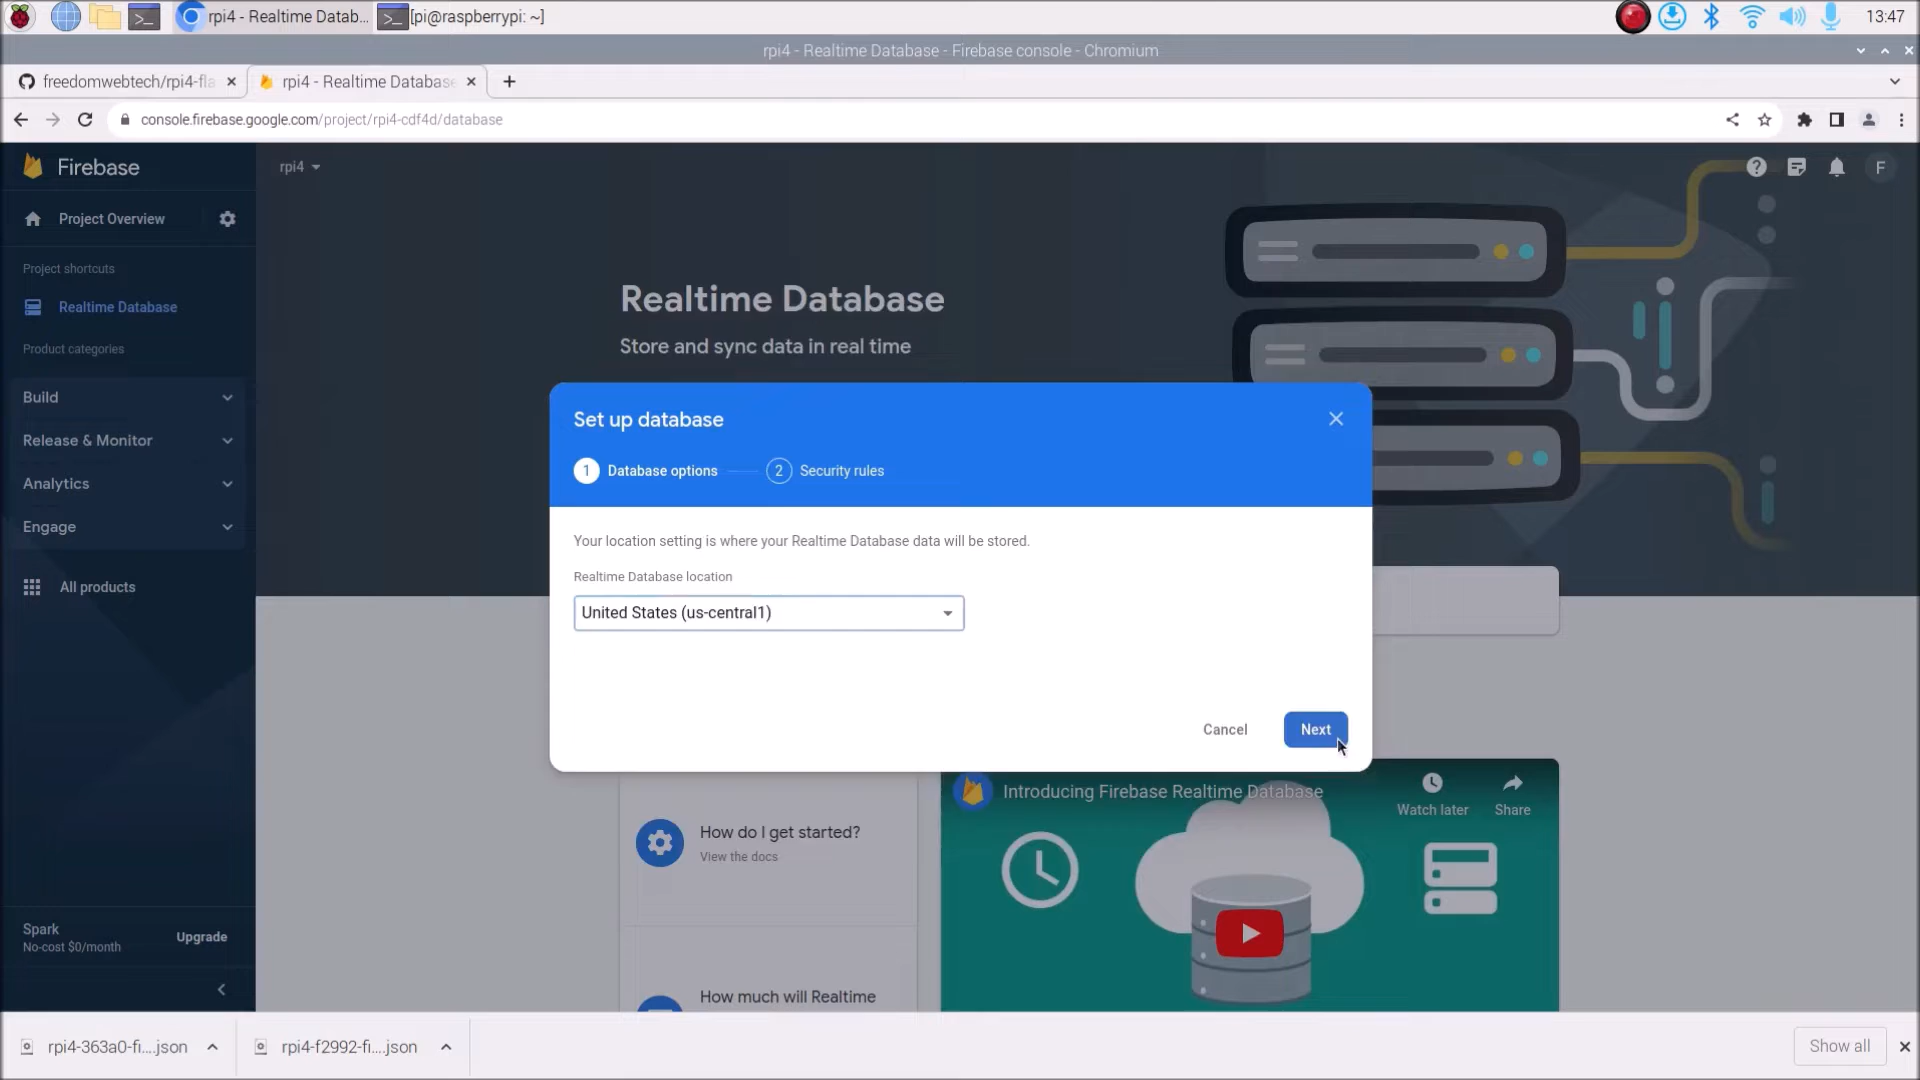 rpi4 - Realtime Datab...
[pi@raspberrypi: ~]
13:47
rpi4 - Realtime Database - Firebase console - Chromium
freedomwebtech/rpi4-fla
rpi4 - Realtime Database
console.firebase.google.com/project/rpi4-cdf4d/database
Firebase
rpi4
F
Project Overview
Project shortcuts
Realtime Database
Product categories
Build
Release & Monitor
Analytics
Engage
All products
Spark
No-cost $0/month
Upgrade
Realtime Database
Store and sync data in real time
Set up database
1 Database options
2 Security rules
Your location setting is where your Realtime Database data will be stored.
Realtime Database location
United States (us-central1)
Cancel
Next
How do I get started?
View the docs
How much will Realtime
Introducing Firebase Realtime Database
Watch later
Share
rpi4-363a0-fi....json
rpi4-f2992-fi....json
Show all